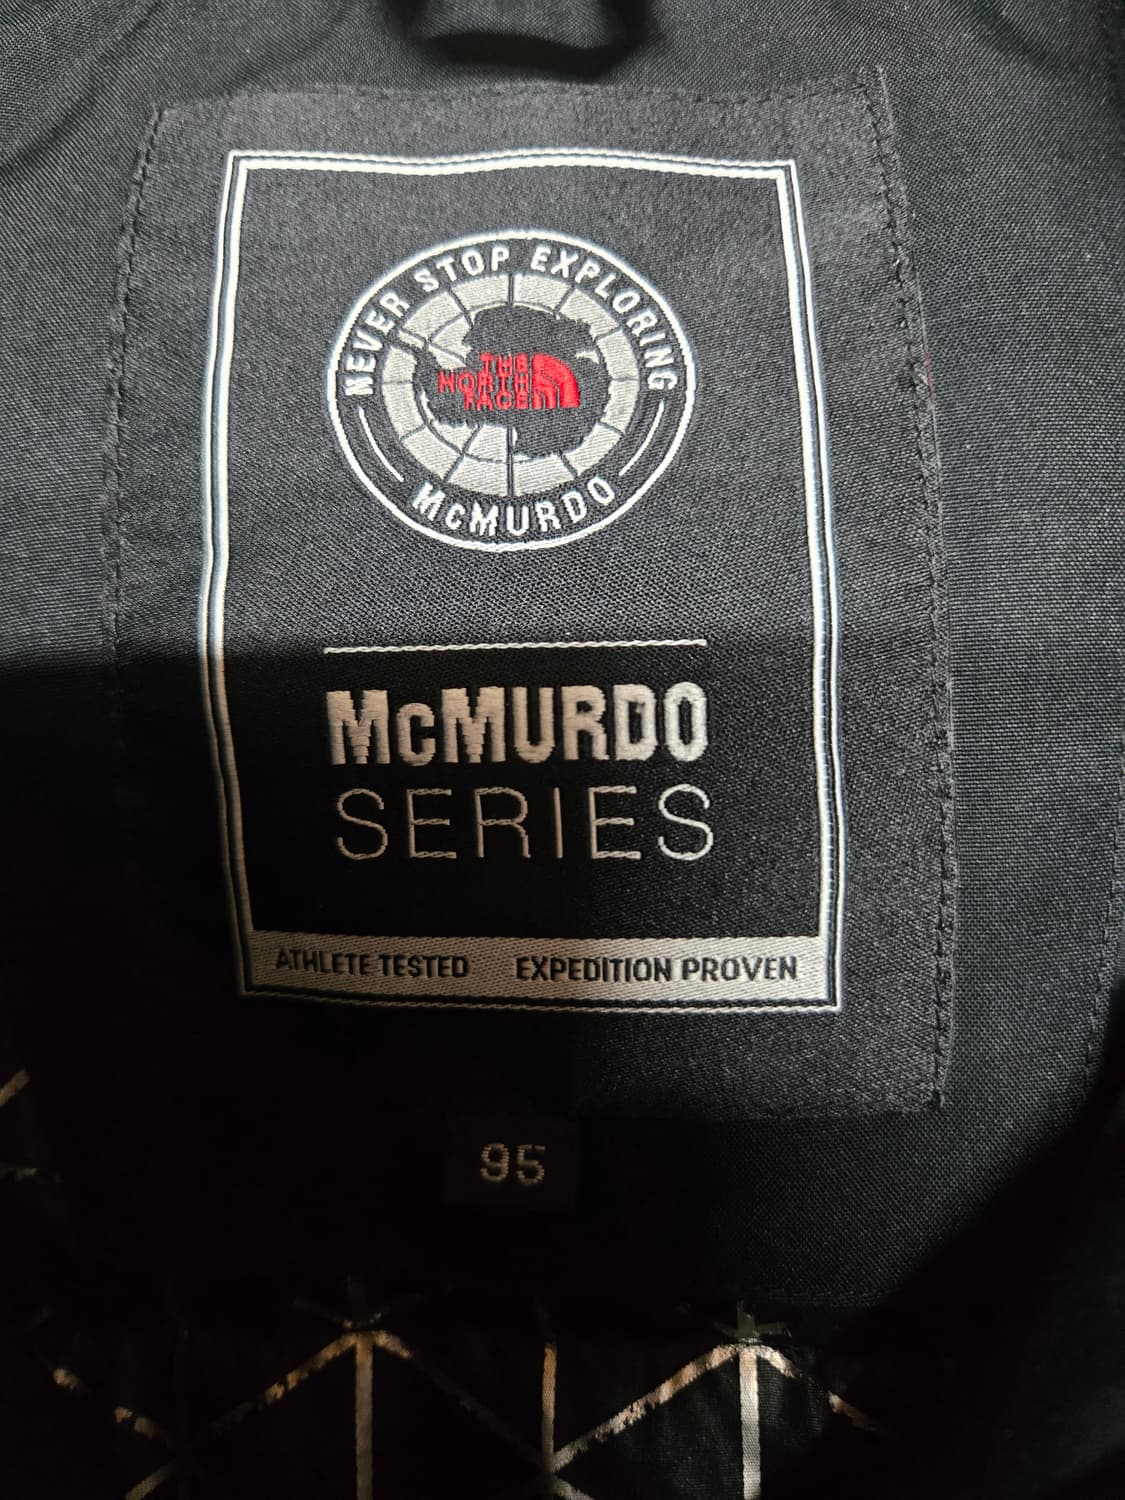 NEVER STOP EXPLORING
THE
NORTH
FACE
McMURDO
McMURDO
SERIES
ATHLETE TESTED EXPEDITION PROVEN
95